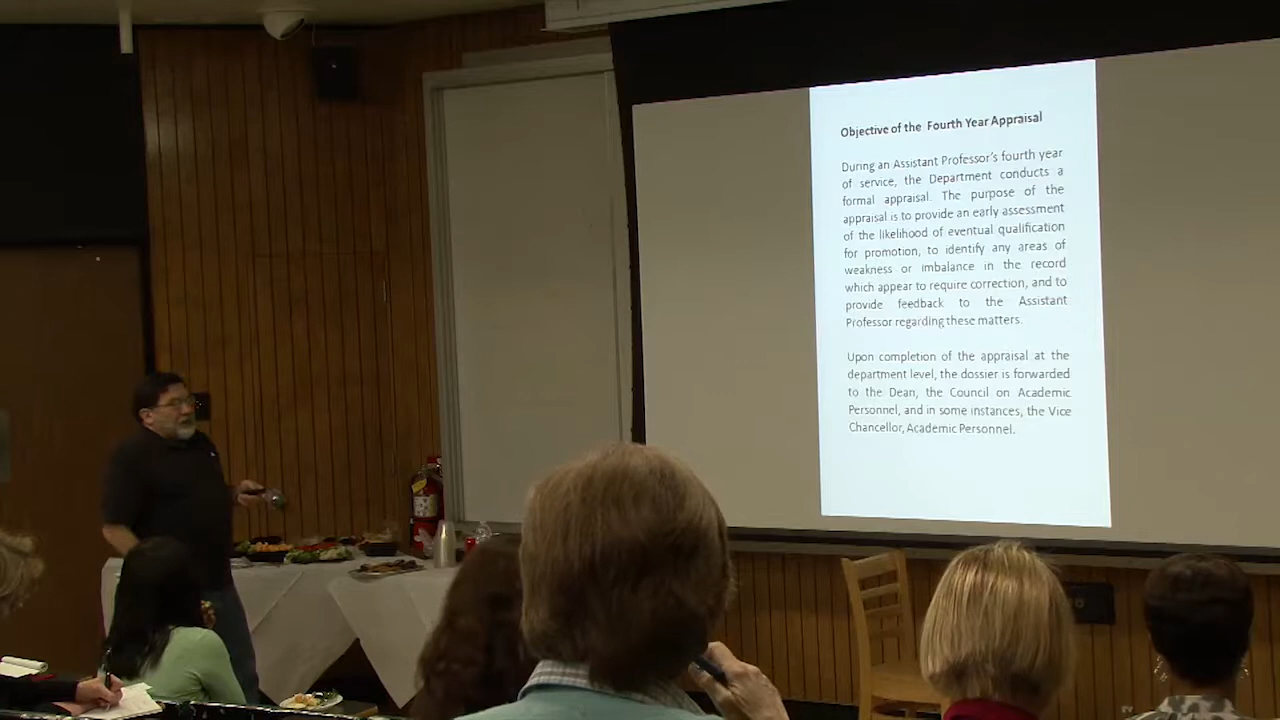 Objective of the Fourth Year Appraisal
During an Assistant Professor's fourth year
of service, the Department conducts a
formal appraisal. The purpose of the
appraisal is to provide an early assessment
of the likelihood of eventual qualification
for promotion, to identify any areas of
weakness or imbalance in the record
which appear to require correction, and to
provide feedback to the Assistant
Professor regarding these matters.
Upon completion of the appraisal at the
department level, the dossier is forwarded
to the Dean, the Council on Academic
Personnel, and in some instances, the Vice
Chancellor, Academic Personnel.